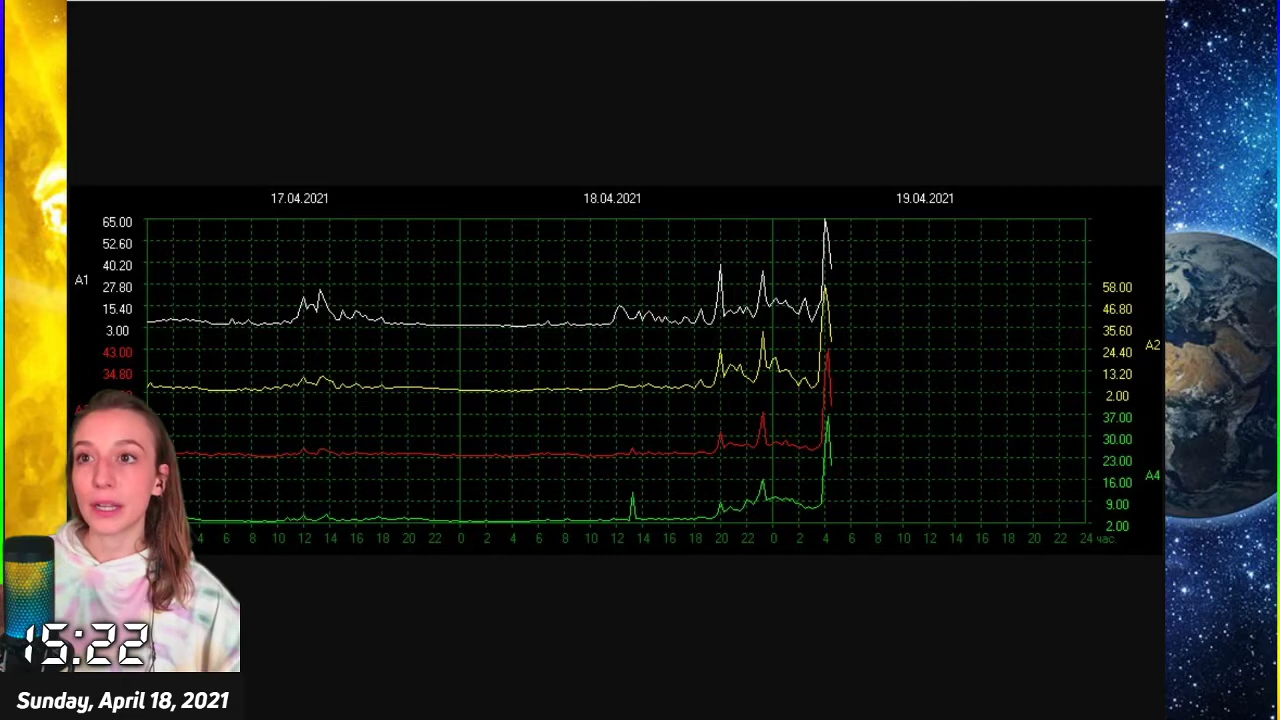 17.04.2021 18.04.2021 19.04.2021
65.00
52.60
40.20
A1
27.80 58.00
15.40 46.80
3.00 35.60
A2
43.00 24.40
34.80 13.20
2.00
37.00
30.00
23.00
A4
16.00
9.00
2.00
4 6 8 10 12 14 16 18 20 22 0 2 4 6 8 10 12 14 16 18 20 22 0 2 4 6 8 10 12 14 16 18 20 22 24 час.
15:22
Sunday, April 18, 2021